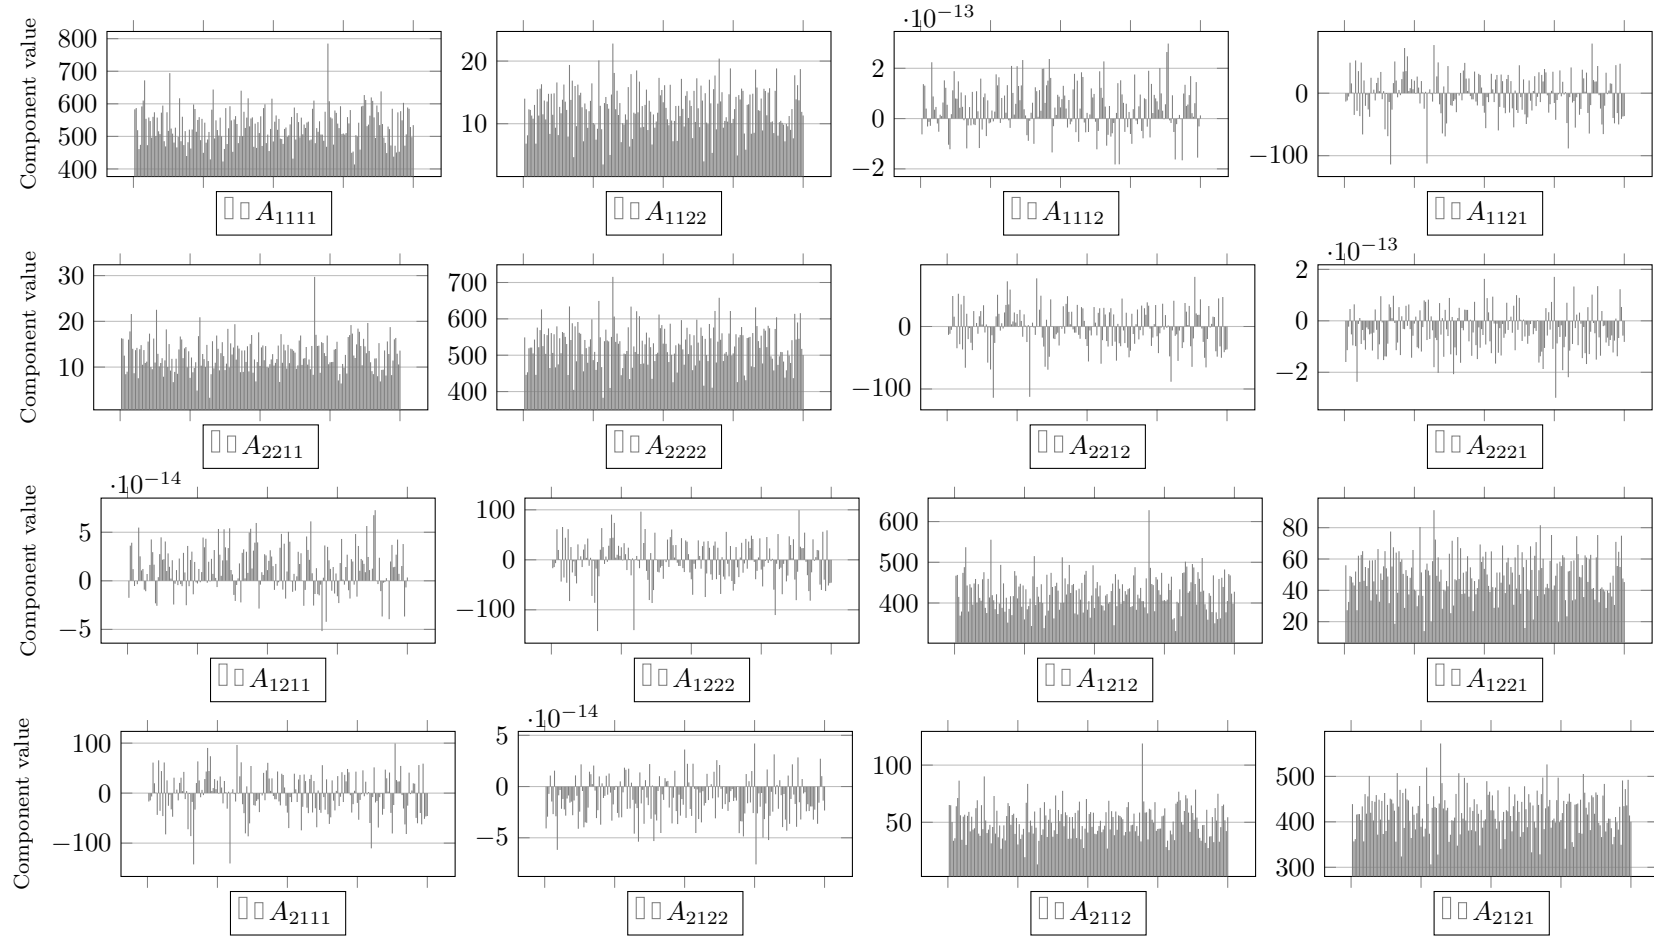 Component value
800
700
600
500
400
A₁₁₁₁
20
10
A₁₁₂₂
·10⁻¹³
2
0
−2
A₁₁₁₂
0
−100
A₁₁₂₁
Component value
30
20
10
A₂₂₁₁
700
600
500
400
A₂₂₂₂
0
−100
A₂₂₁₂
·10⁻¹³
2
0
−2
A₂₂₂₁
Component value
·10⁻¹⁴
5
0
−5
A₁₂₁₁
100
0
−100
A₁₂₂₂
600
500
400
A₁₂₁₂
80
60
40
20
A₁₂₂₁
Component value
100
0
−100
A₂₁₁₁
·10⁻¹⁴
5
0
−5
A₂₁₂₂
100
50
A₂₁₁₂
500
400
300
A₂₁₂₁